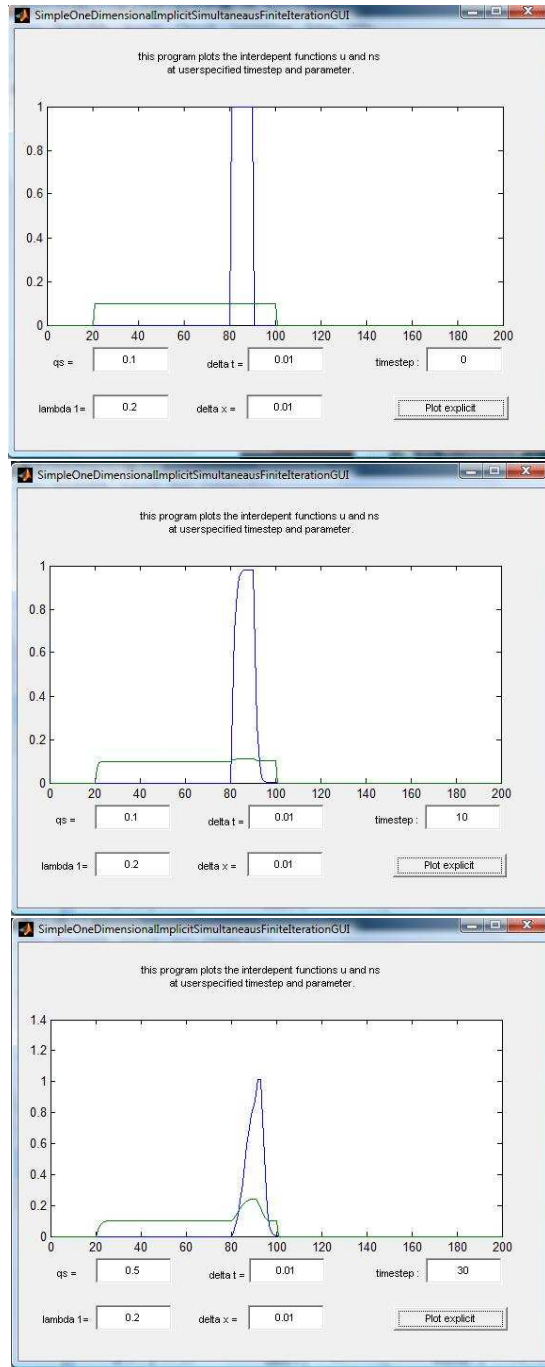 SimpleOneDimensionalImplicitSimultaneausFiniteIterationGUI
this program plots the interdepent functions u and ns
at userspecified timestep and parameter.
1
0.8
0.6
0.4
0.2
0
0 20 40 60 80 100 120 140 160 180 200
qs = 0.1 delta t = 0.01 timestep : 0
lambda 1= 0.2 delta x = 0.01 Plot explicit
SimpleOneDimensionalImplicitSimultaneausFiniteIterationGUI
this program plots the interdepent functions u and ns
at userspecified timestep and parameter.
1
0.8
0.6
0.4
0.2
0
0 20 40 60 80 100 120 140 160 180 200
qs = 0.1 delta t = 0.01 timestep : 10
lambda 1= 0.2 delta x = 0.01 Plot explicit
SimpleOneDimensionalImplicitSimultaneausFiniteIterationGUI
this program plots the interdepent functions u and ns
at userspecified timestep and parameter.
1.4
1.2
1
0.8
0.6
0.4
0.2
0
0 20 40 60 80 100 120 140 160 180 200
qs = 0.5 delta t = 0.01 timestep : 30
lambda 1= 0.2 delta x = 0.01 Plot explicit